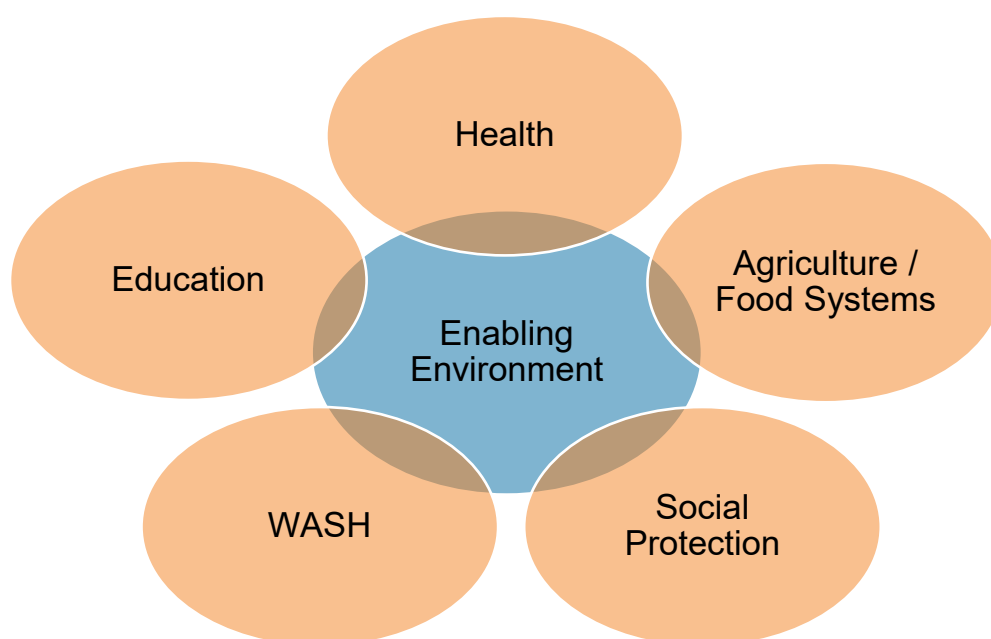 Health
Education
Agriculture /
Food Systems
Enabling
Environment
WASH
Social
Protection